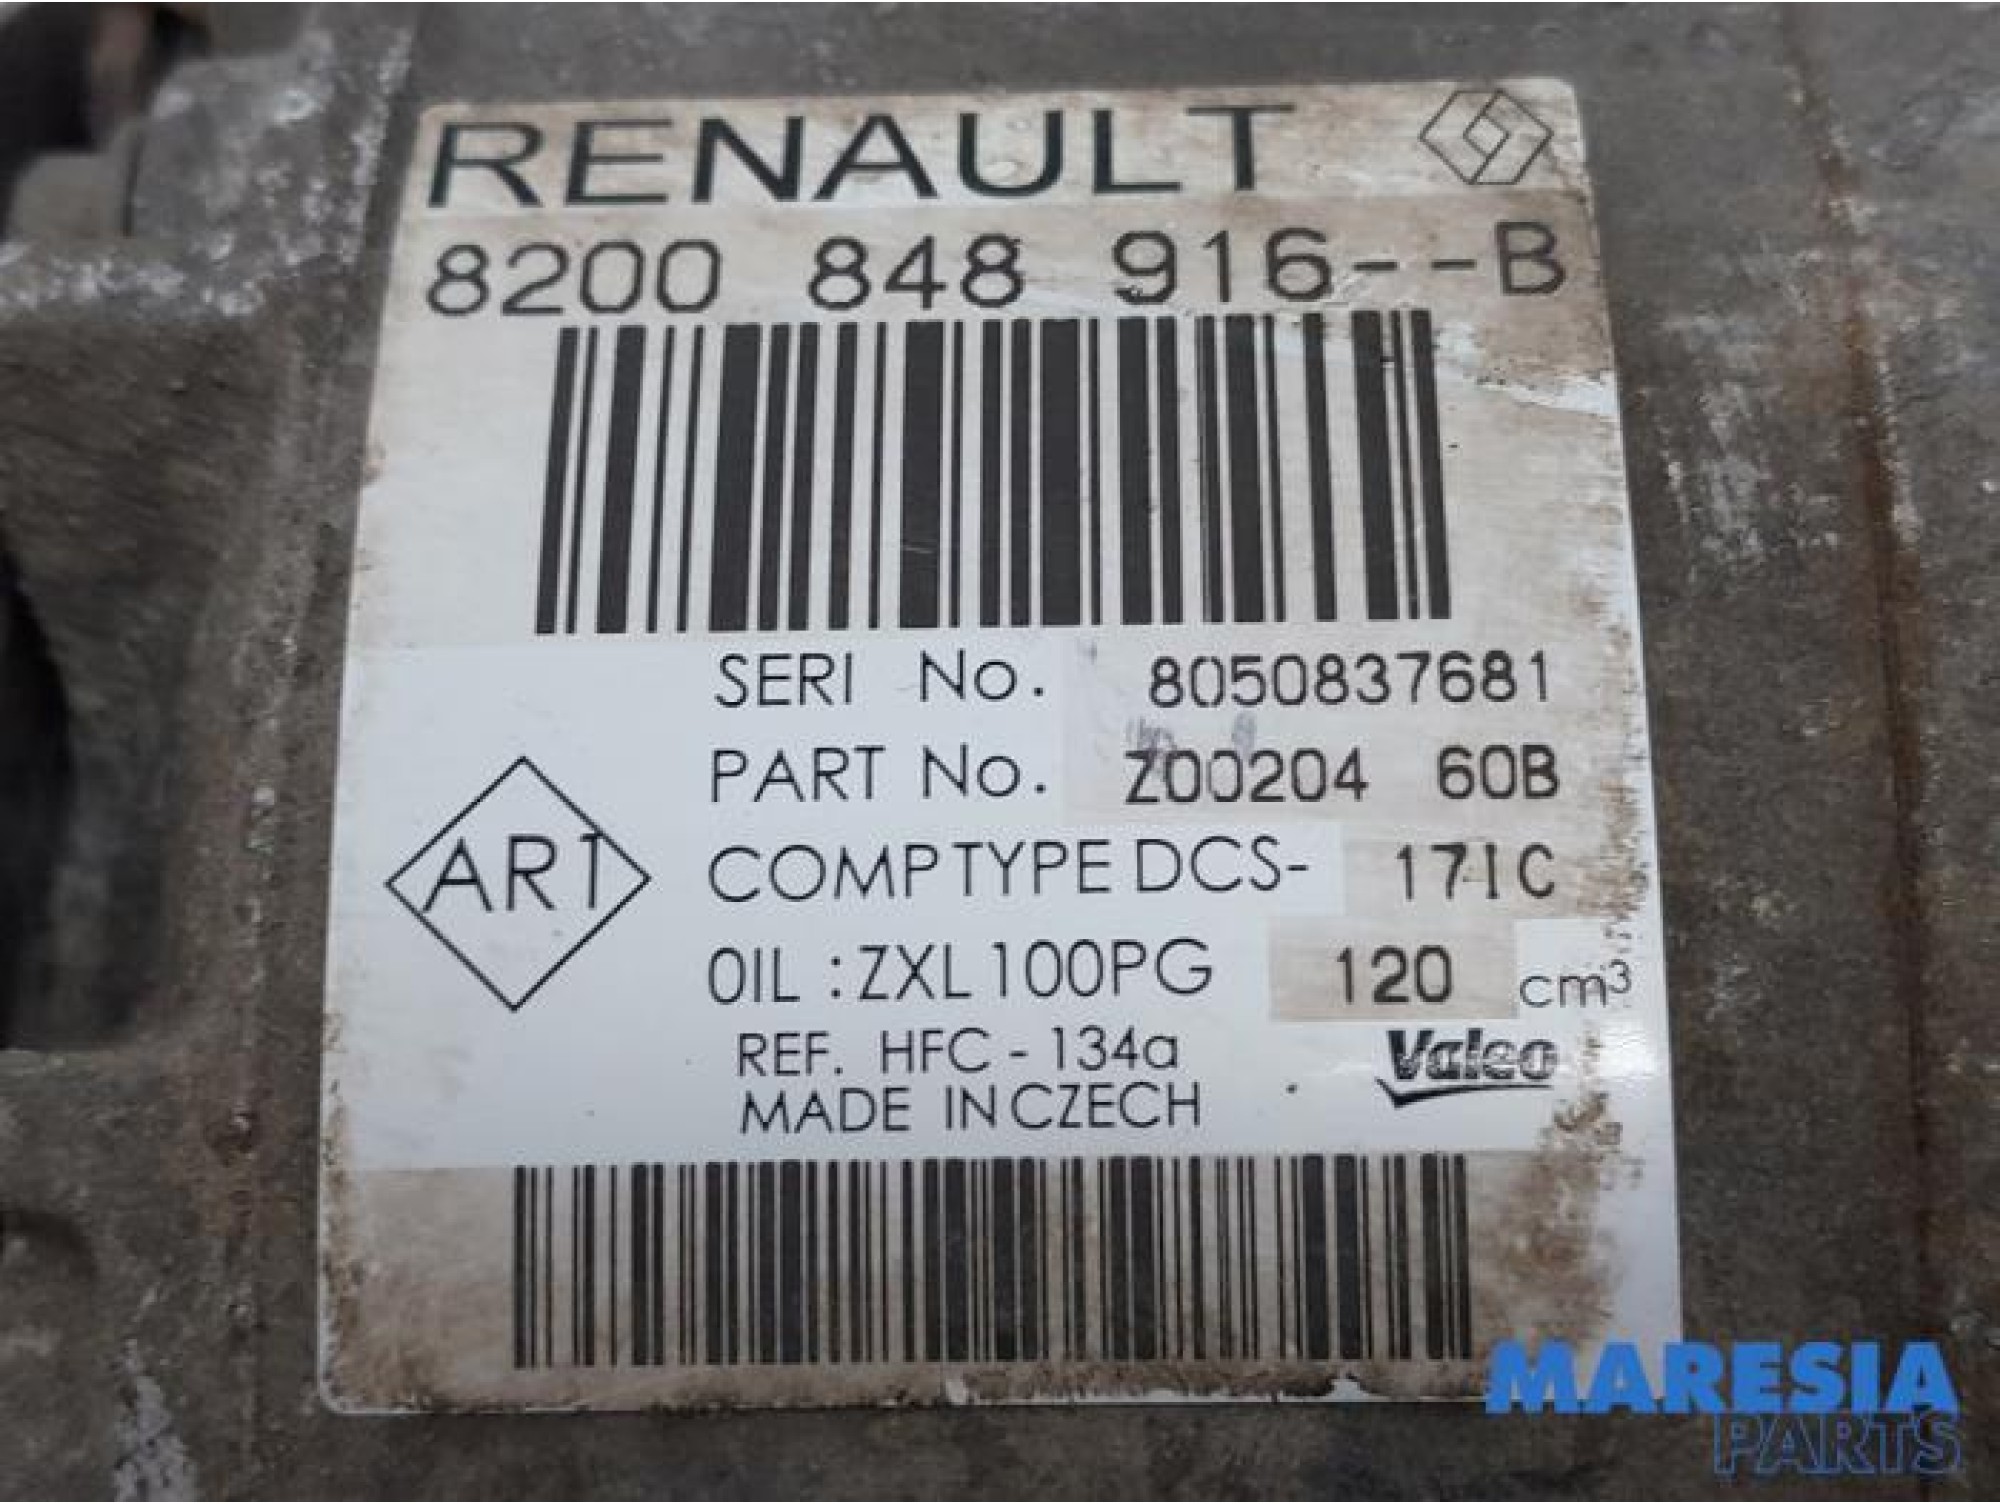 RENAULT
8200 848 916--B
SERI No. 8050837681
PART No. Z00204 60B
ART
COMP TYPE DCS- 171C
OIL : ZXL100PG 120 cm³
REF. HFC - 134a
Valeo
MADE IN CZECH
MARESIA
PARTS